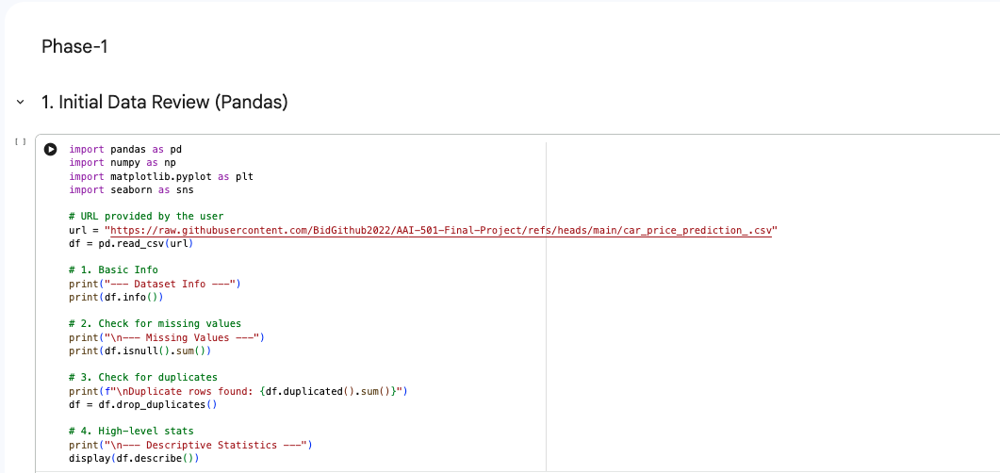 Phase-1
1. Initial Data Review (Pandas)
[ ]
import pandas as pd
import numpy as np
import matplotlib.pyplot as plt
import seaborn as sns
# URL provided by the user
url = "https://raw.githubusercontent.com/BidGithub2022/AAI-501-Final-Project/refs/heads/main/car_price_prediction_.csv"
df = pd.read_csv(url)
# 1. Basic Info
print("--- Dataset Info ---")
print(df.info())
# 2. Check for missing values
print("\n--- Missing Values ---")
print(df.isnull().sum())
# 3. Check for duplicates
print(f"\nDuplicate rows found: {df.duplicated().sum()}")
df = df.drop_duplicates()
# 4. High-level stats
print("\n--- Descriptive Statistics ---")
display(df.describe())